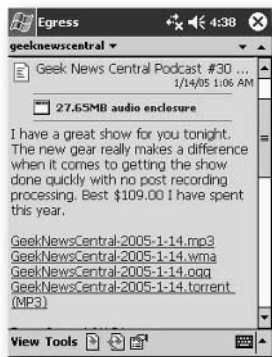 Egress 4:38
geeknewscentral
Geek News Central Podcast #30 ...
1/14/05 1:06 AM
27.65MB audio enclosure
I have a great show for you tonight.
The new gear really makes a difference
when it comes to getting the show
done quickly with no post recording
processing. Best $109.00 I have spent
this year.
GeekNewsCentral-2005-1-14.mp3
GeekNewsCentral-2005-1-14.wma
GeekNewsCentral-2005-1-14.ogg
GeekNewsCentral-2005-1-14.torrent
(MP3)
View Tools